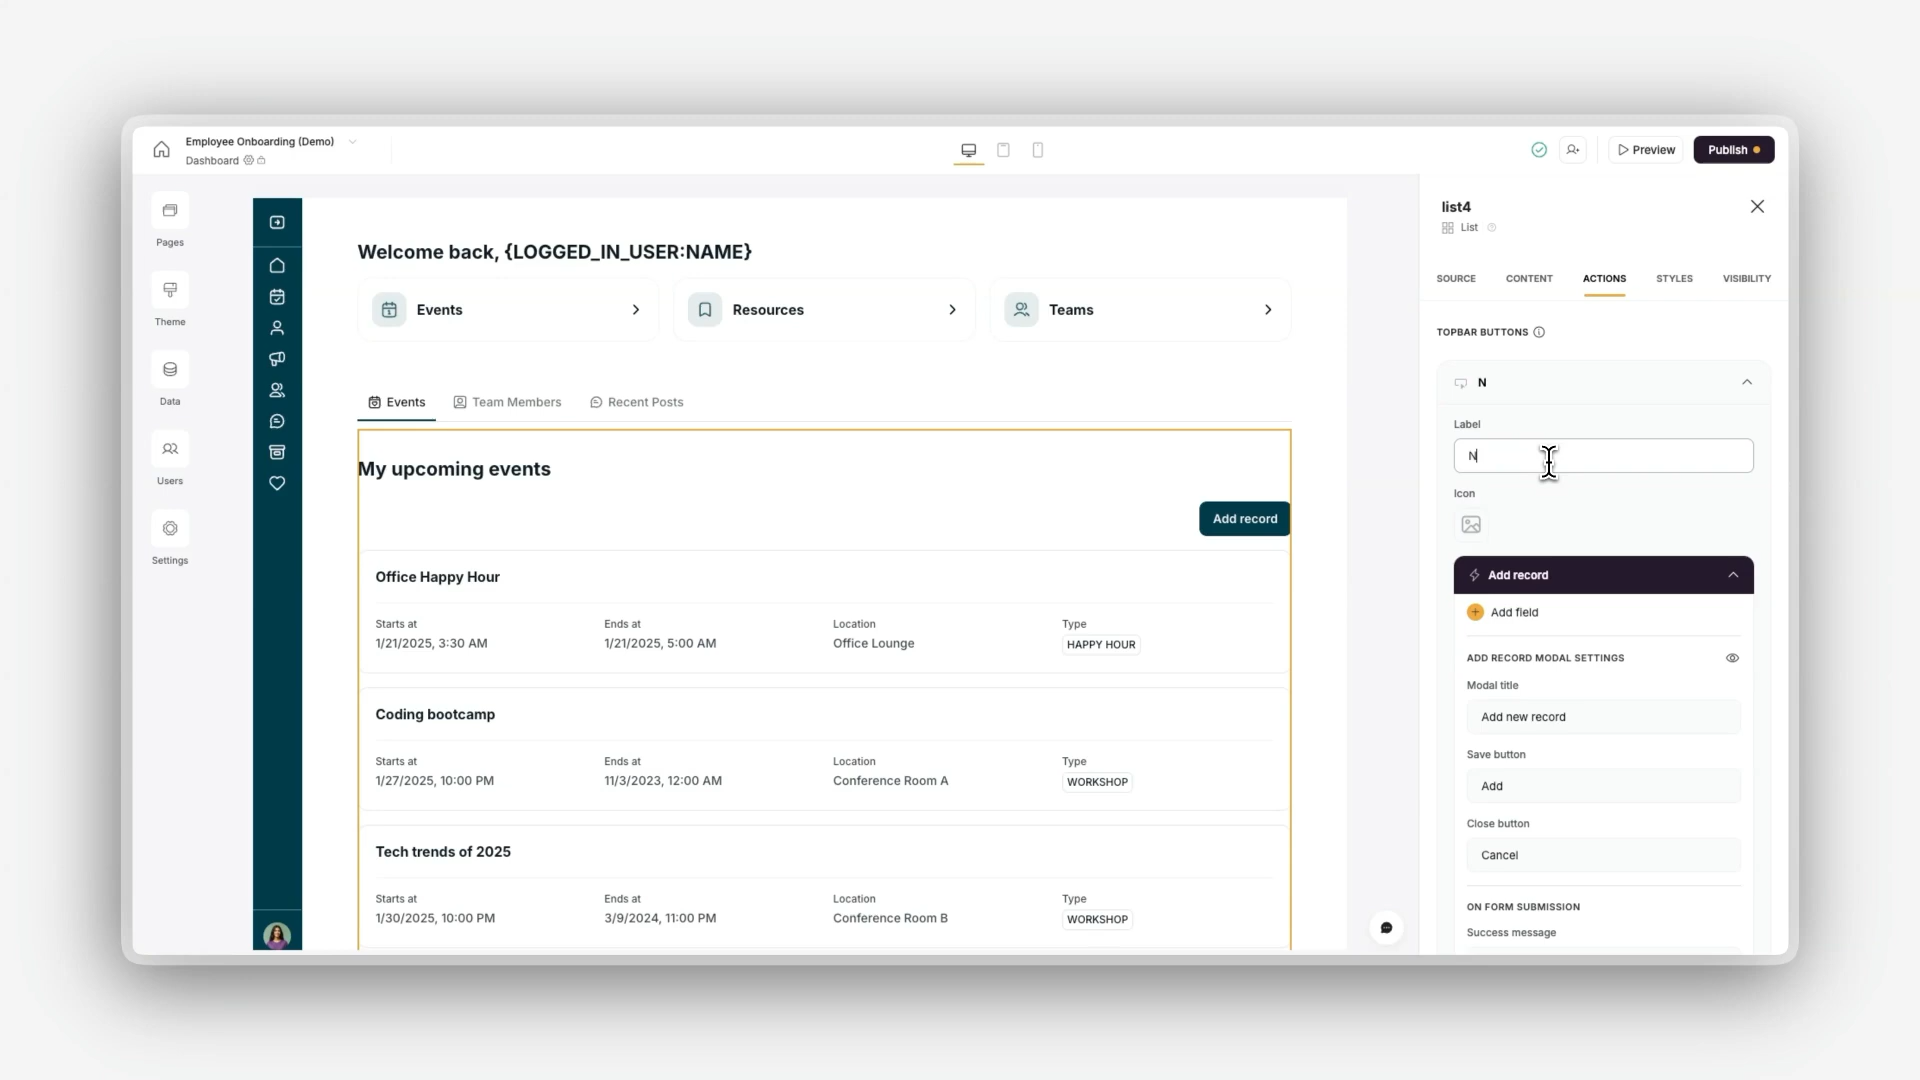 Employee Onboarding (Demo)
Dashboard
Preview
Publish
Pages
Theme
Data
Users
Settings
Welcome back, {LOGGED_IN_USER:NAME}
Events
Resources
Teams
Events
Team Members
Recent Posts
My upcoming events
Add record
Office Happy Hour
Starts at
Ends at
Location
Type
1/21/2025, 3:30 AM
1/21/2025, 5:00 AM
Office Lounge
HAPPY HOUR
Coding bootcamp
Starts at
Ends at
Location
Type
1/27/2025, 10:00 PM
11/3/2023, 12:00 AM
Conference Room A
WORKSHOP
Tech trends of 2025
Starts at
Ends at
Location
Type
1/30/2025, 10:00 PM
3/9/2024, 11:00 PM
Conference Room B
WORKSHOP
list4
List
SOURCE
CONTENT
ACTIONS
STYLES
VISIBILITY
TOPBAR BUTTONS
N
Label
N
Icon
Add record
Add field
ADD RECORD MODAL SETTINGS
Modal title
Add new record
Save button
Add
Close button
Cancel
ON FORM SUBMISSION
Success message